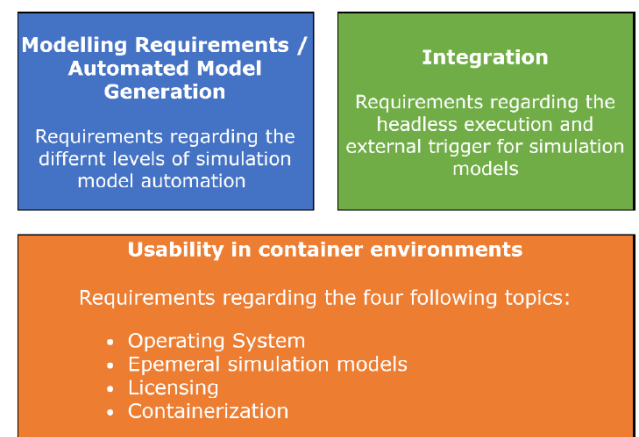 Modelling Requirements /
Automated Model
Generation
Requirements regarding the
differnt levels of simulation
model automation
Integration
Requirements regarding the
headless execution and
external trigger for simulation
models
Usability in container environments
Requirements regarding the four following topics:
• Operating System
• Epemeral simulation models
• Licensing
• Containerization